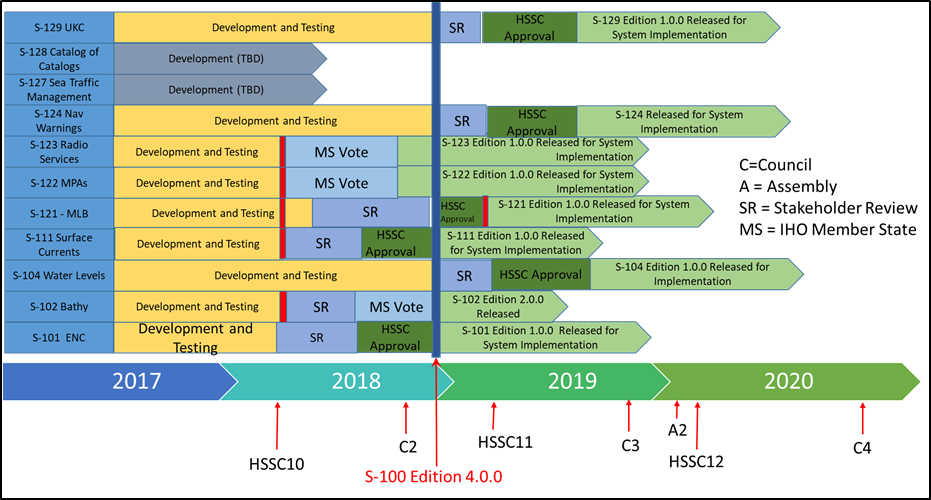 S-129 UKC
Development and Testing
SR
HSSC
Approval
S-129 Edition 1.0.0 Released for
System Implementation
S-128 Catalog of
Catalogs
Development (TBD)
S-127 Sea Traffic
Management
Development (TBD)
S-124 Nav
Warnings
Development and Testing
SR
HSSC
Approval
S-124 Released for System
Implementation
S-123 Radio
Services
Development and Testing
MS Vote
S-123 Edition 1.0.0 Released for System
Implementation
S-122 MPAs
Development and Testing
MS Vote
S-122 Edition 1.0.0 Released for System
Implementation
S-121 - MLB
Development and Testing
SR
HSSC
Approval
S-121 Edition 1.0.0 Released for System
Implementation
S-111 Surface
Currents
Development and Testing
SR
HSSC
Approval
S-111 Edition 1.0.0 Released
for System Implementation
S-104 Water Levels
Development and Testing
SR
HSSC Approval
S-104 Edition 1.0.0 Released for
Implementation
S-102 Bathy
Development and Testing
SR
MS Vote
S-102 Edition 2.0.0
Released
S-101 ENC
Development and
Testing
SR
HSSC
Approval
S-101 Edition 1.0.0 Released for
System Implementation
C=Council
A = Assembly
SR = Stakeholder Review
MS = IHO Member State
2017
2018
2019
2020
HSSC10
C2
S-100 Edition 4.0.0
HSSC11
C3
A2
HSSC12
C4